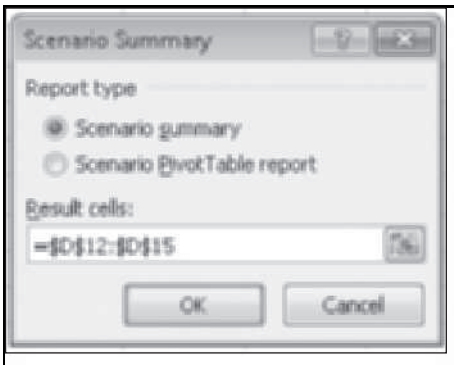 Scenario Summary
Report type
Scenario summary
Scenario PivotTable report
Result cells:
=$D$12:$D$15
OK
Cancel